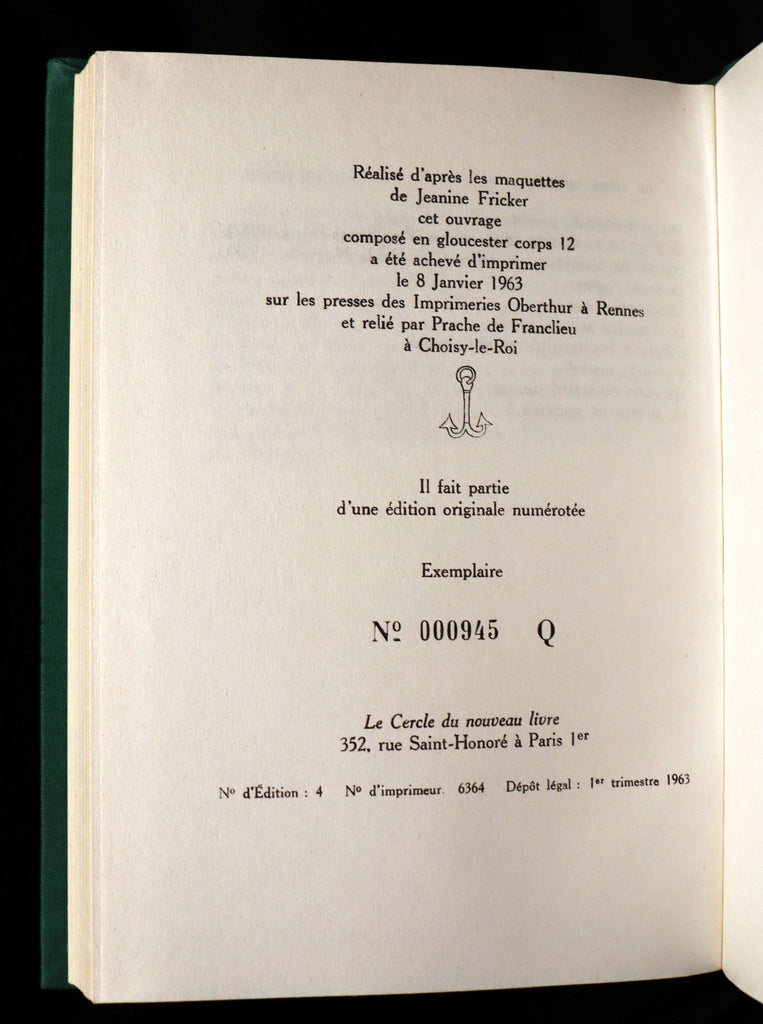 Réalisé d'après les maquettes
de Jeanine Fricker
cet ouvrage
composé en gloucester corps 12
a été achevé d'imprimer
le 8 Janvier 1963
sur les presses des Imprimeries Oberthur à Rennes
et relié par Prache de Franclieu
à Choisy-le-Roi
Il fait partie
d'une édition originale numérotée
Exemplaire
Nº 000945 Q
Le Cercle du nouveau livre
352, rue Saint-Honoré à Paris 1er
Nº d'Édition : 4 Nº d'imprimeur. 6364 Dépôt légal : 1er trimestre 1963